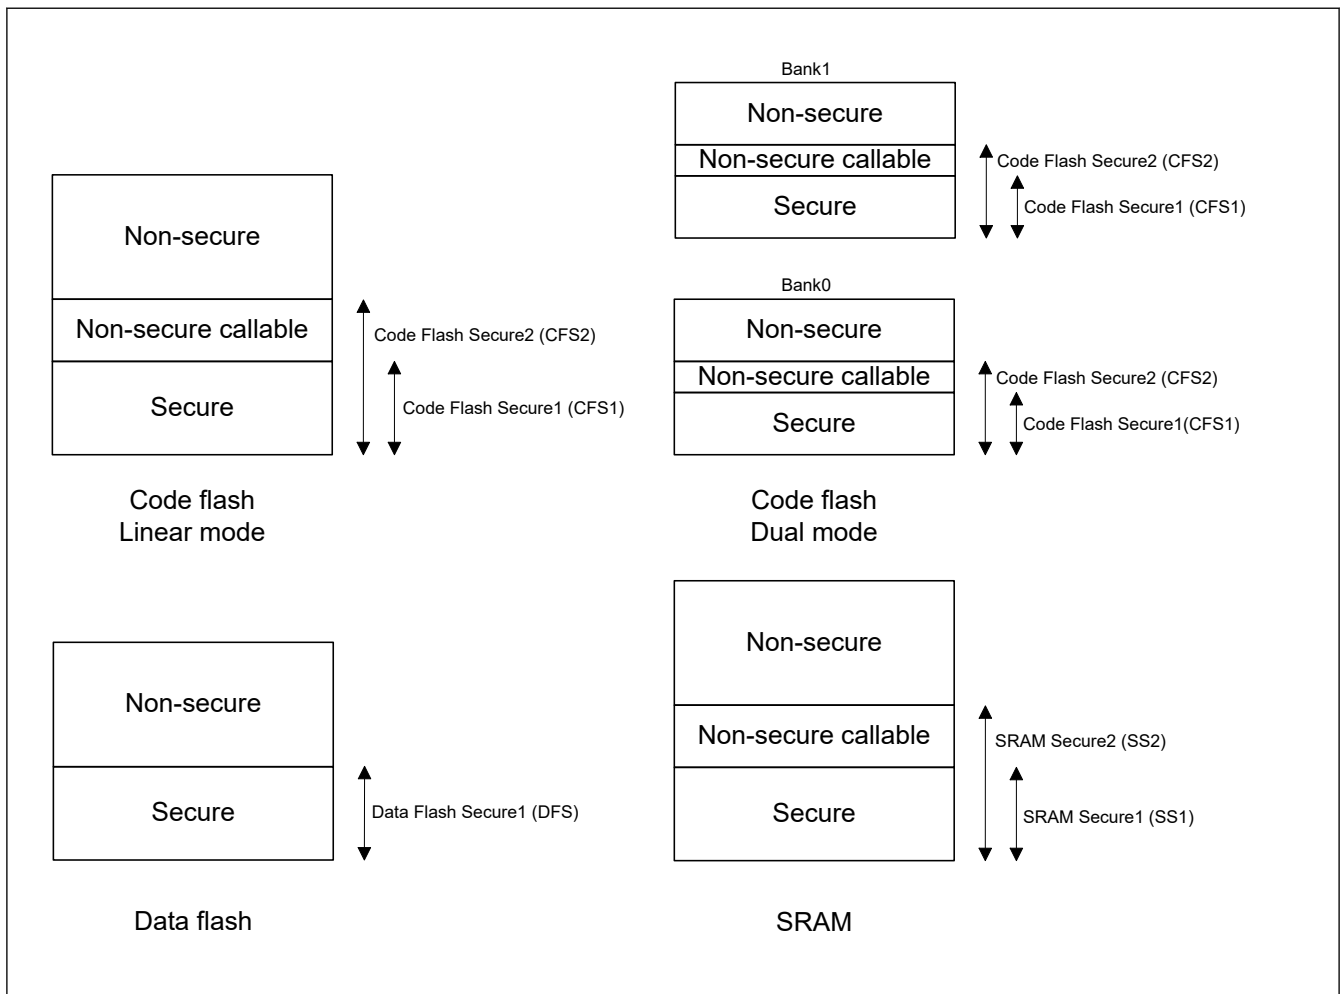 Non-secure
Non-secure callable
Secure
Code Flash Secure2 (CFS2)
Code Flash Secure1 (CFS1)
Code flash
Linear mode
Bank1
Non-secure
Non-secure callable
Secure
Code Flash Secure2 (CFS2)
Code Flash Secure1 (CFS1)
Bank0
Non-secure
Non-secure callable
Secure
Code Flash Secure2 (CFS2)
Code Flash Secure1(CFS1)
Code flash
Dual mode
Non-secure
Secure
Data Flash Secure1 (DFS)
Data flash
Non-secure
Non-secure callable
Secure
SRAM Secure2 (SS2)
SRAM Secure1 (SS1)
SRAM